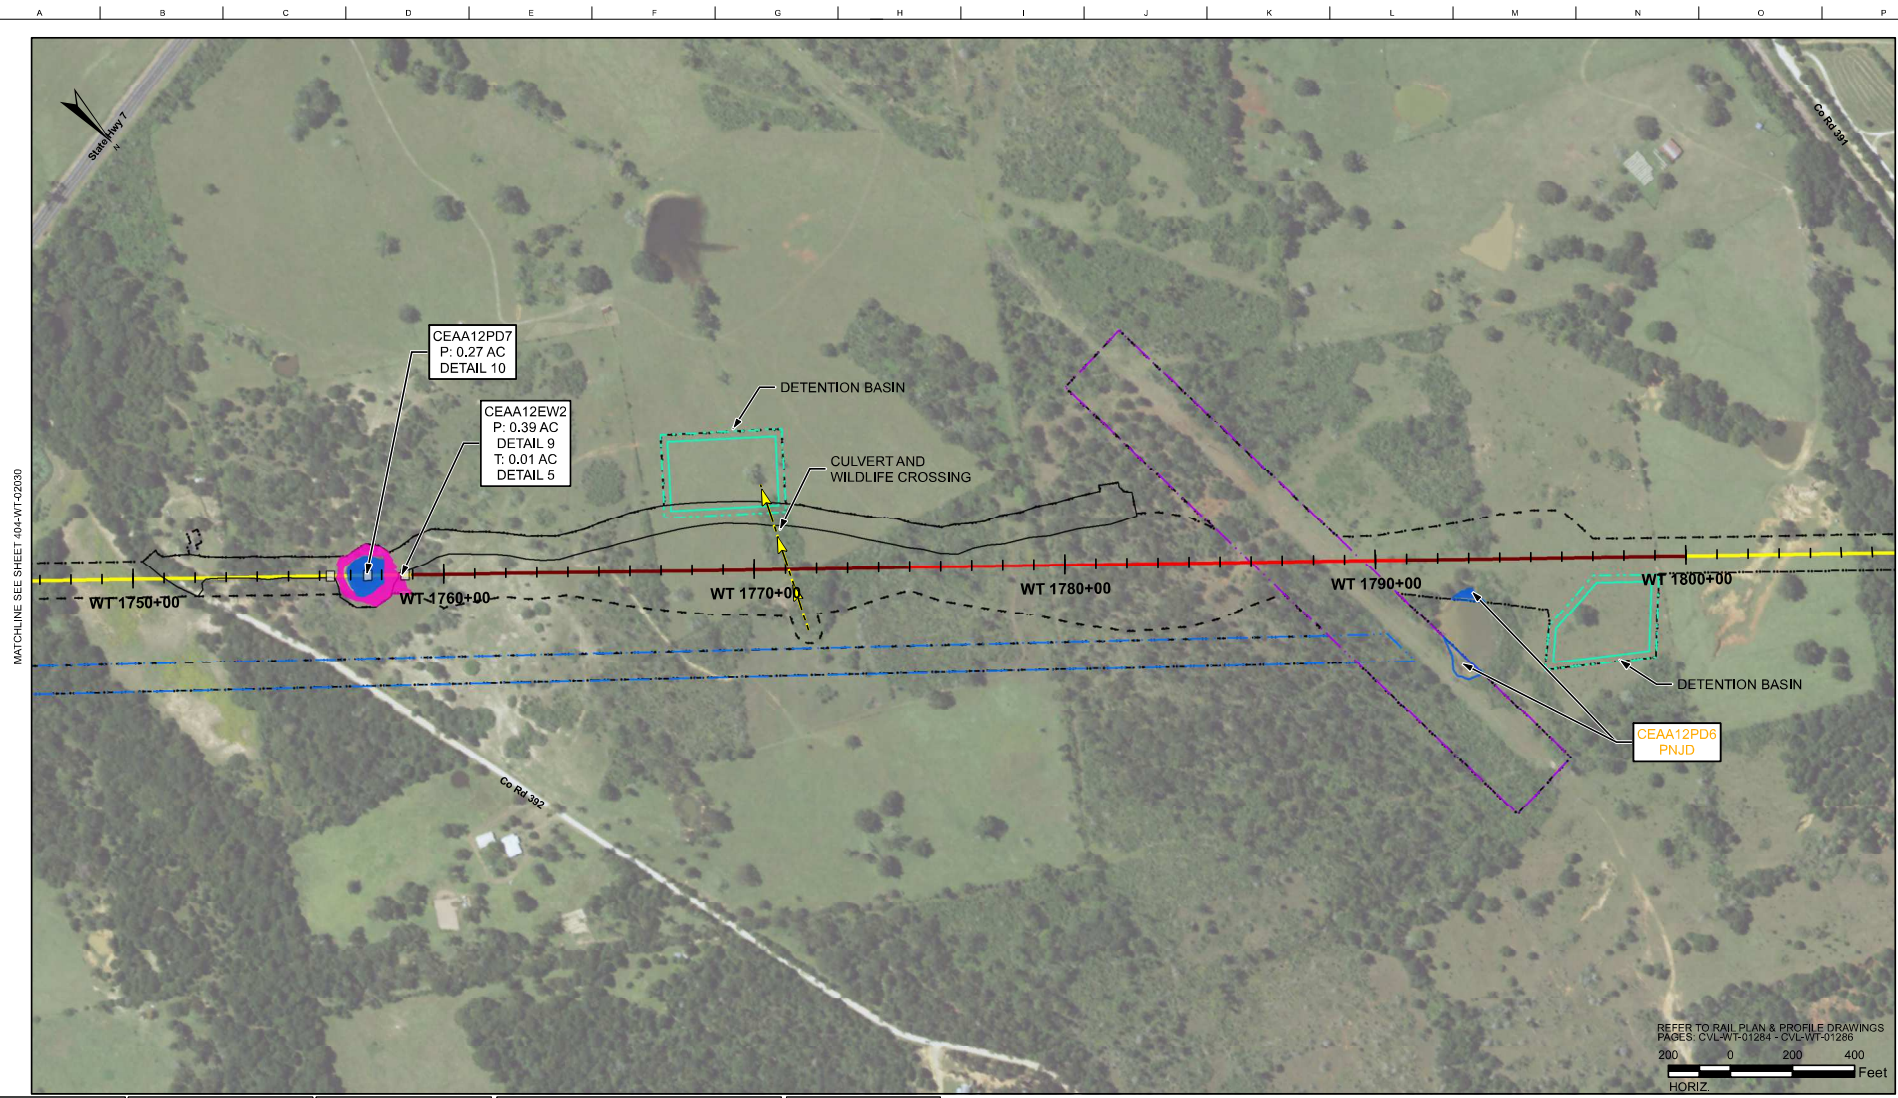 A B C D E F G H I J K L M N O P
State Hwy 7
N
Co Rd 391
MATCHLINE SEE SHEET 404-WT-02030
CEAA12PD7
P: 0.27 AC
DETAIL 10
CEAA12EW2
P: 0.39 AC
DETAIL 9
T: 0.01 AC
DETAIL 5
DETENTION BASIN
CULVERT AND
WILDLIFE CROSSING
WT 1750+00
WT 1760+00
WT 1770+00
WT 1780+00
WT 1790+00
WT 1800+00
DETENTION BASIN
CEAA12PD6
PNJD
Co Rd 392
REFER TO RAIL PLAN & PROFILE DRAWINGS
PAGES: CVL-WT-01284 - CVL-WT-01286
200 0 200 400
Feet
HORIZ.